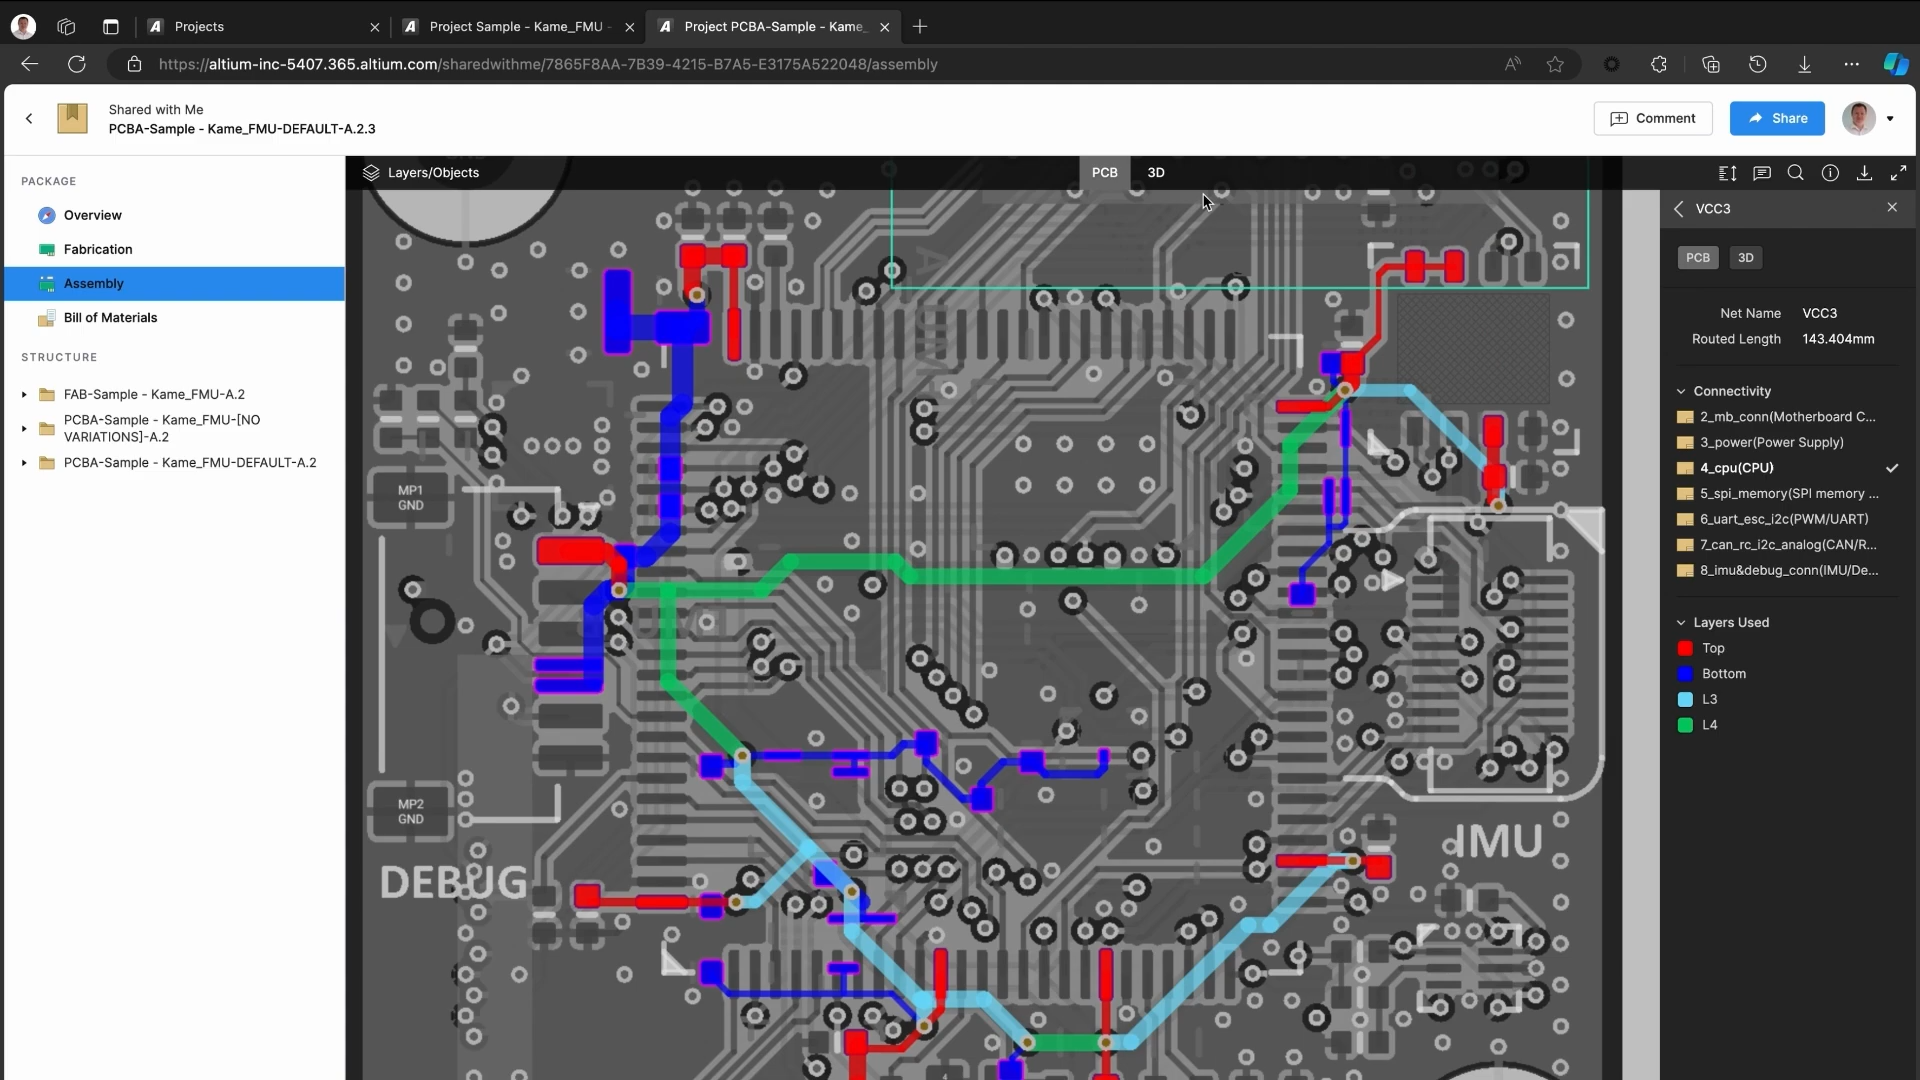 Projects
Project Sample - Kame_FMU -
Project PCBA-Sample - Kame_
https://altium-inc-5407.365.altium.com/sharedwithme/7865F8AA-7B39-4215-B7A5-E3175A522048/assembly
Shared with Me
PCBA-Sample - Kame_FMU-DEFAULT-A.2.3
Comment
Share
PACKAGE
Overview
Fabrication
Assembly
Bill of Materials
STRUCTURE
FAB-Sample - Kame_FMU-A.2
PCBA-Sample - Kame_FMU-[NO
VARIATIONS]-A.2
PCBA-Sample - Kame_FMU-DEFAULT-A.2
Layers/Objects
PCB
3D
MP1
GND
MP2
GND
DEBUG
IMU
VCC3
PCB
3D
Net Name VCC3
Routed Length 143.404mm
Connectivity
2_mb_conn(Motherboard C...
3_power(Power Supply)
4_cpu(CPU)
5_spi_memory(SPI memory ...
6_uart_esc_i2c(PWM/UART)
7_can_rc_i2c_analog(CAN/R...
8_imu&debug_conn(IMU/De...
Layers Used
Top
Bottom
L3
L4